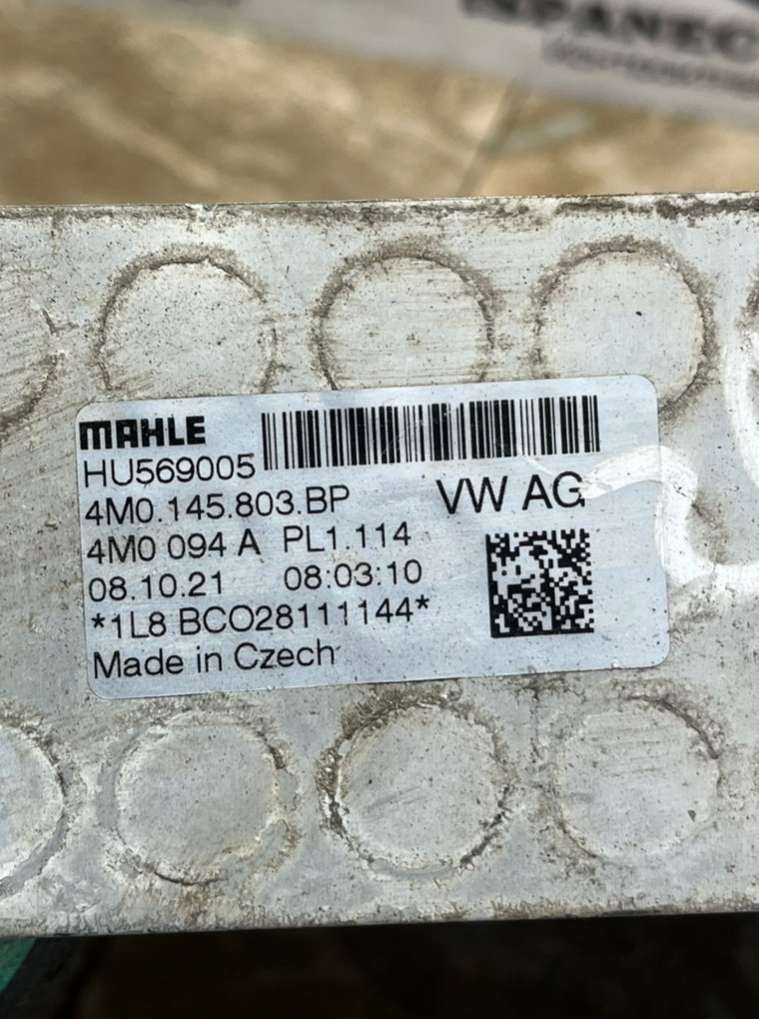 MAHLE
HU569005
4M0.145.803.BP VW AG
4M0 094 A PL1.114
08.10.21 08:03:10
*1L8 BCO28111144*
Made in Czech